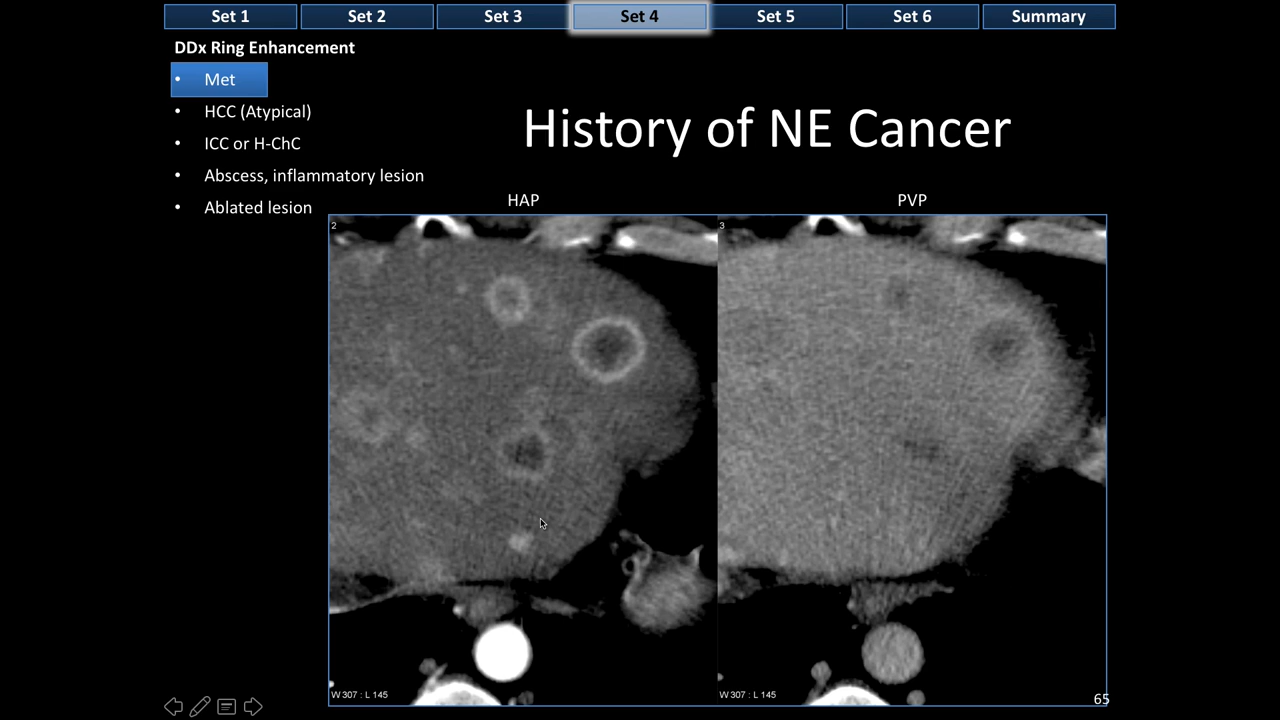 Set 1 Set 2 Set 3 Set 4 Set 5 Set 6 Summary
DDx Ring Enhancement
• Met
• HCC (Atypical)
• ICC or H-ChC
• Abscess, inflammatory lesion
• Ablated lesion
History of NE Cancer
HAP PVP
2 3
W 307 : L 145 W 307 : L 145
65